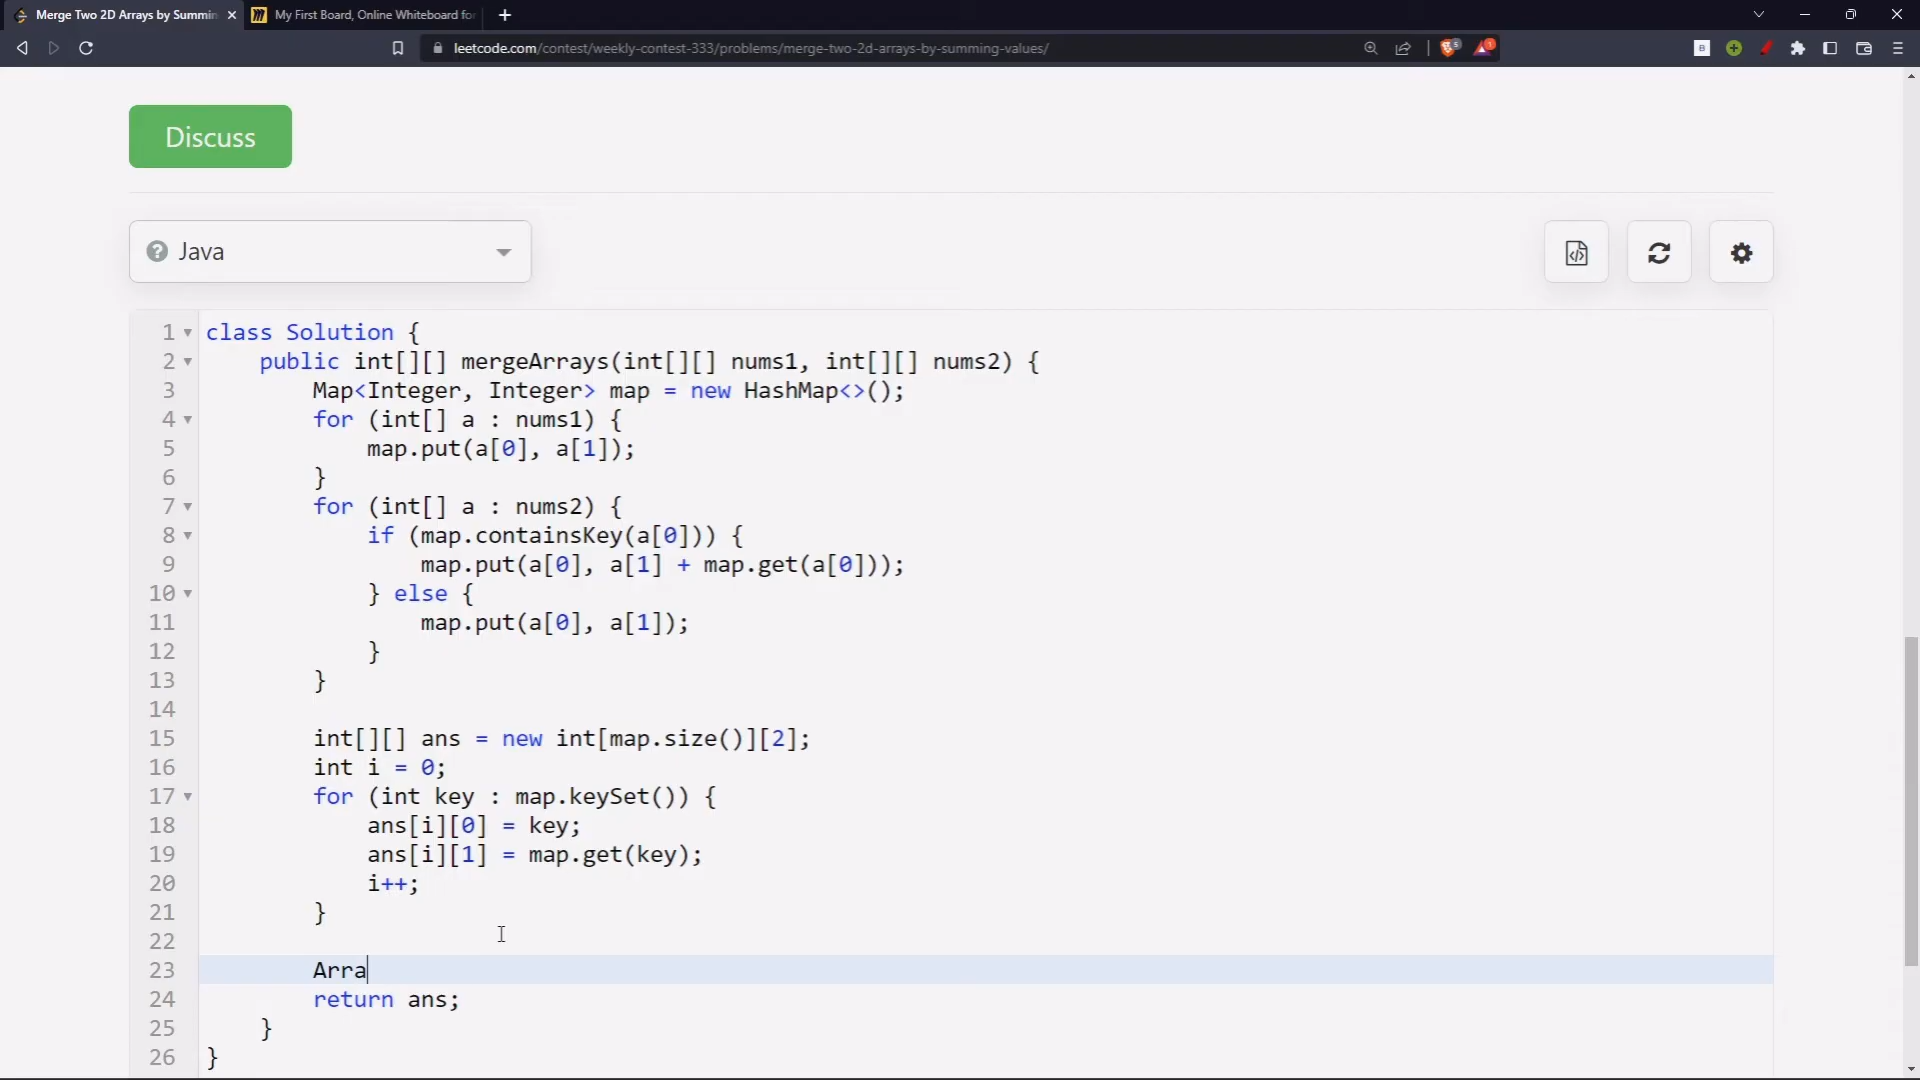 Merge Two 2D Arrays by Summin
My First Board, Online Whiteboard for
leetcode.com/contest/weekly-contest-333/problems/merge-two-2d-arrays-by-summing-values/
Discuss
Java
1 class Solution {
2 public int[][] mergeArrays(int[][] nums1, int[][] nums2) {
3 Map<Integer, Integer> map = new HashMap<>();
4 for (int[] a : nums1) {
5 map.put(a[0], a[1]);
6 }
7 for (int[] a : nums2) {
8 if (map.containsKey(a[0])) {
9 map.put(a[0], a[1] + map.get(a[0]));
10 } else {
11 map.put(a[0], a[1]);
12 }
13 }
14
15 int[][] ans = new int[map.size()][2];
16 int i = 0;
17 for (int key : map.keySet()) {
18 ans[i][0] = key;
19 ans[i][1] = map.get(key);
20 i++;
21 }
22
23 Arra
24 return ans;
25 }
26 }